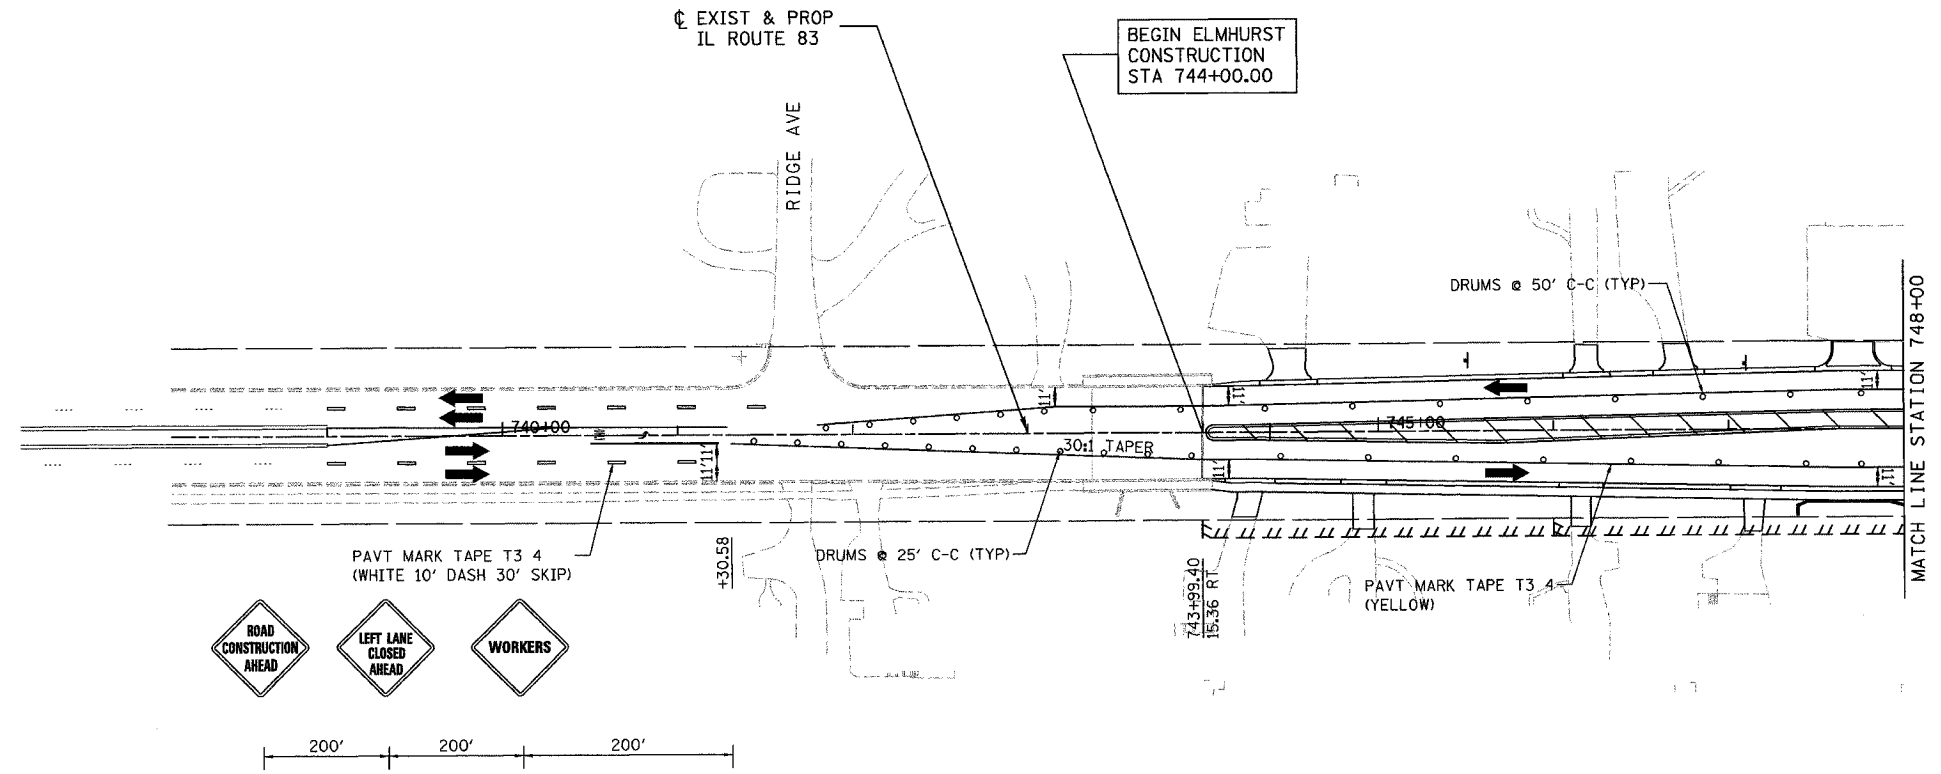 ℄ EXIST & PROP
IL ROUTE 83
BEGIN ELMHURST
CONSTRUCTION
STA 744+00.00
RIDGE AVE
DRUMS @ 50' C-C (TYP)
MATCH LINE STATION 748+00
11'
11'
11'
740+00
745+00
30:1 TAPER
11'
11'
11'
11'
PAVT MARK TAPE T3 4
(WHITE 10' DASH 30' SKIP)
+30.58
DRUMS @ 25' C-C (TYP)
743+99.40
15.36 RT
PAVT MARK TAPE T3 4
(YELLOW)
ROAD
CONSTRUCTION
AHEAD
LEFT LANE
CLOSED
AHEAD
WORKERS
200'
200'
200'